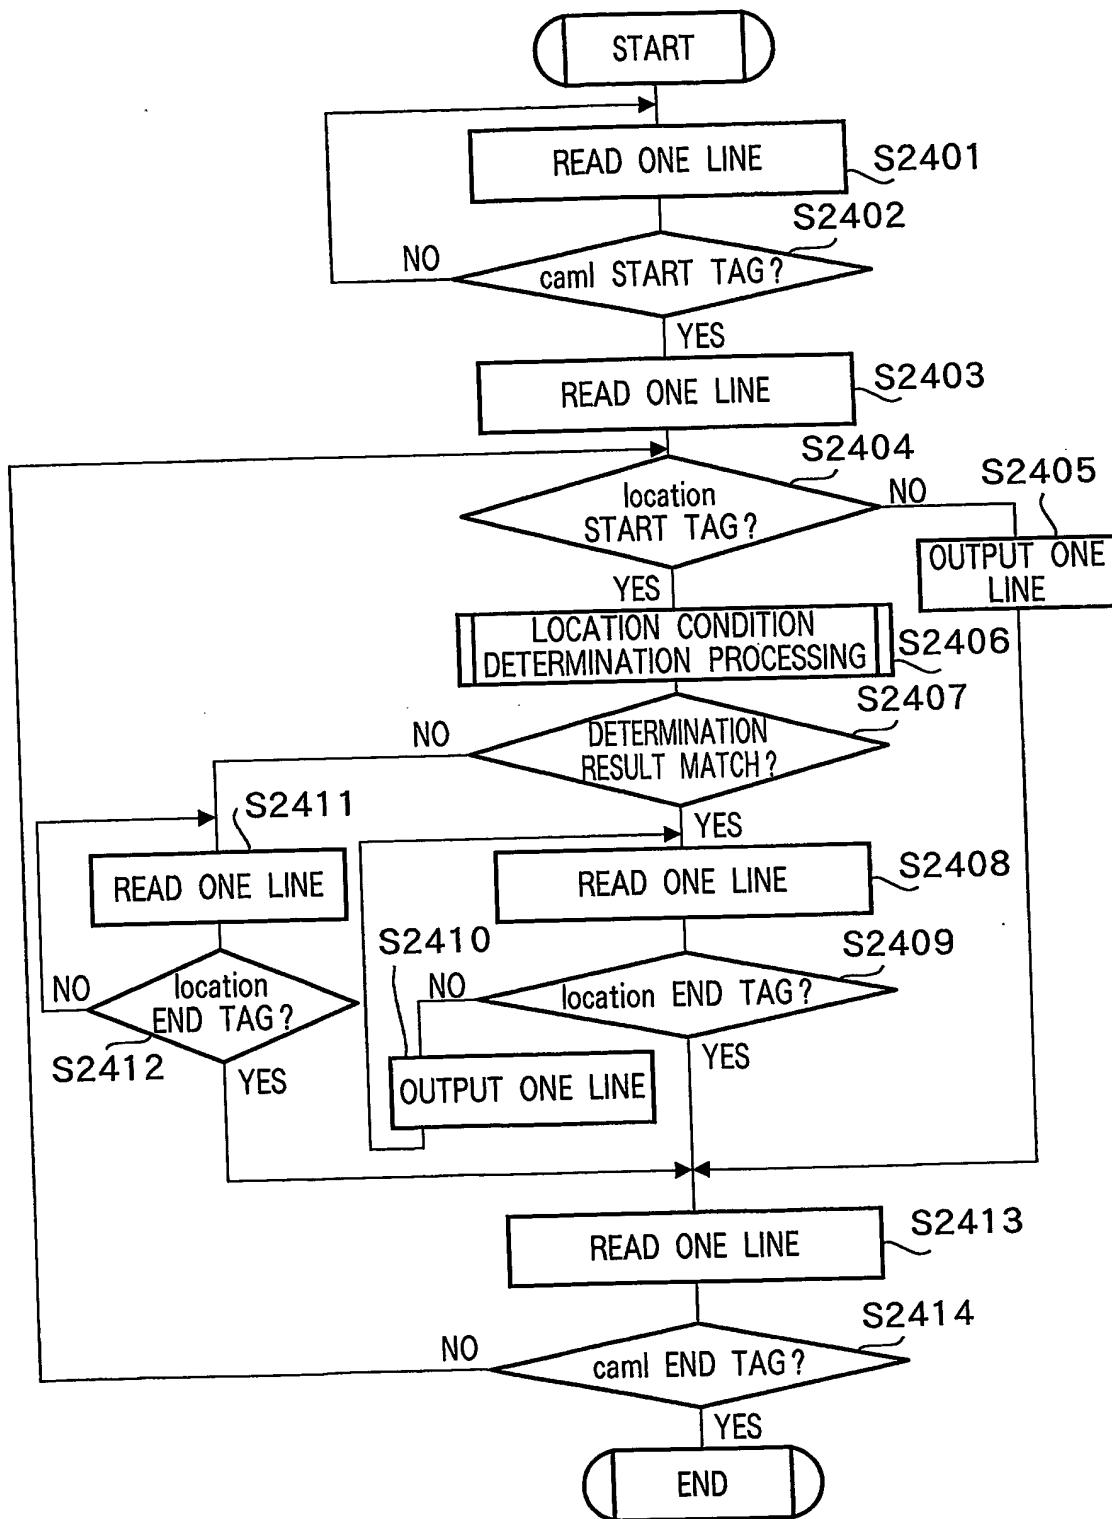 START
READ ONE LINE
S2401
S2402
NO
caml START TAG?
YES
READ ONE LINE
S2403
S2404
S2405
location
START TAG?
NO
OUTPUT ONE
LINE
YES
LOCATION CONDITION
DETERMINATION PROCESSING
S2406
S2407
NO
DETERMINATION
RESULT MATCH?
S2411
YES
READ ONE LINE
READ ONE LINE
S2408
S2410
S2409
NO
location
END TAG?
NO
location END TAG?
S2412
YES
YES
OUTPUT ONE LINE
READ ONE LINE
S2413
S2414
NO
caml END TAG?
YES
END